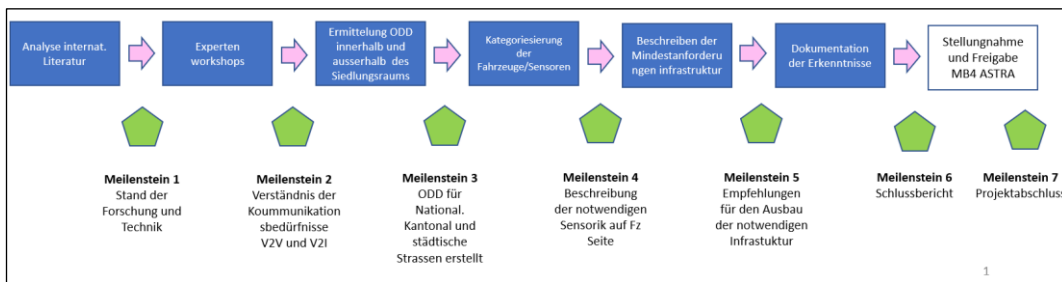 Analyse internat.
Literatur
Experten
workshops
Ermittelung ODD
innerhalb und
ausserhalb des
Siedlungsraums
Kategoriesierung
der
Fahrzeuge/Sensoren
Beschreiben der
Mindestanforderu
ngen infrastruktur
Dokumentation
der Erkenntnisse
Stellungnahme
und Freigabe
MB4 ASTRA
Meilenstein 1
Stand der
Forschung und
Technik
Meilenstein 2
Verständnis der
Koummunikation
sbedürfnisse
V2V und V2I
Meilenstein 3
ODD für
National.
Kantonal und
städtische
Strassen erstellt
Meilenstein 4
Beschreibung
der notwendigen
Sensorik auf Fz
Seite
Meilenstein 5
Empfehlungen
für den Ausbau
der notwendigen
Infrastuktur
Meilenstein 6
Schlussbericht
Meilenstein 7
Projektabschluss
1